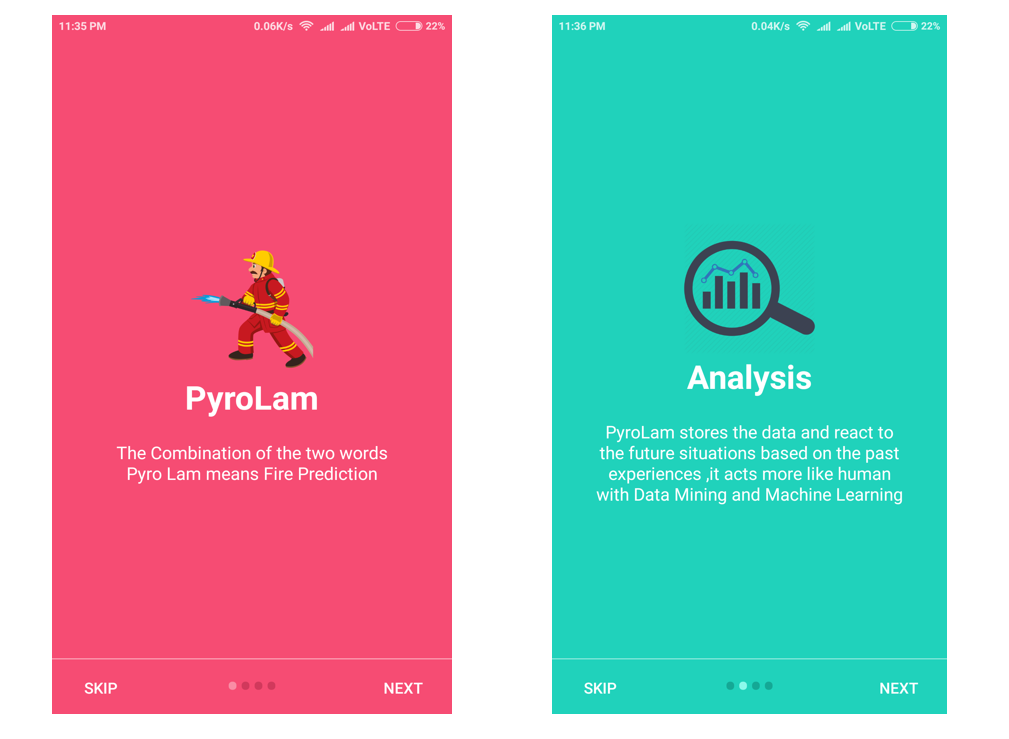 11:35 PM 0.06K/s VoLTE 22%
PyroLam
The Combination of the two words
Pyro Lam means Fire Prediction
SKIP NEXT
11:36 PM 0.04K/s VoLTE 22%
Analysis
PyroLam stores the data and react to
the future situations based on the past
experiences ,it acts more like human
with Data Mining and Machine Learning
SKIP NEXT